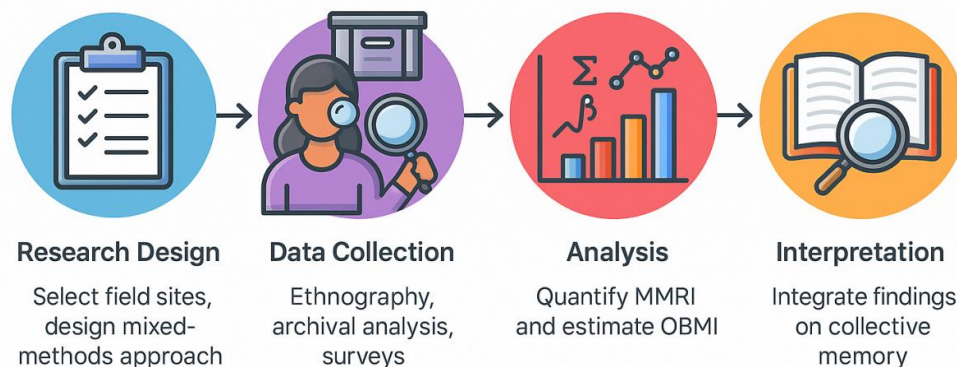 Σ
β
Research Design
Select field sites,
design mixed-
methods approach
Data Collection
Ethnography,
archival analysis,
surveys
Analysis
Quantify MMRI
and estimate OBMI
Interpretation
Integrate findings
on collective
memory